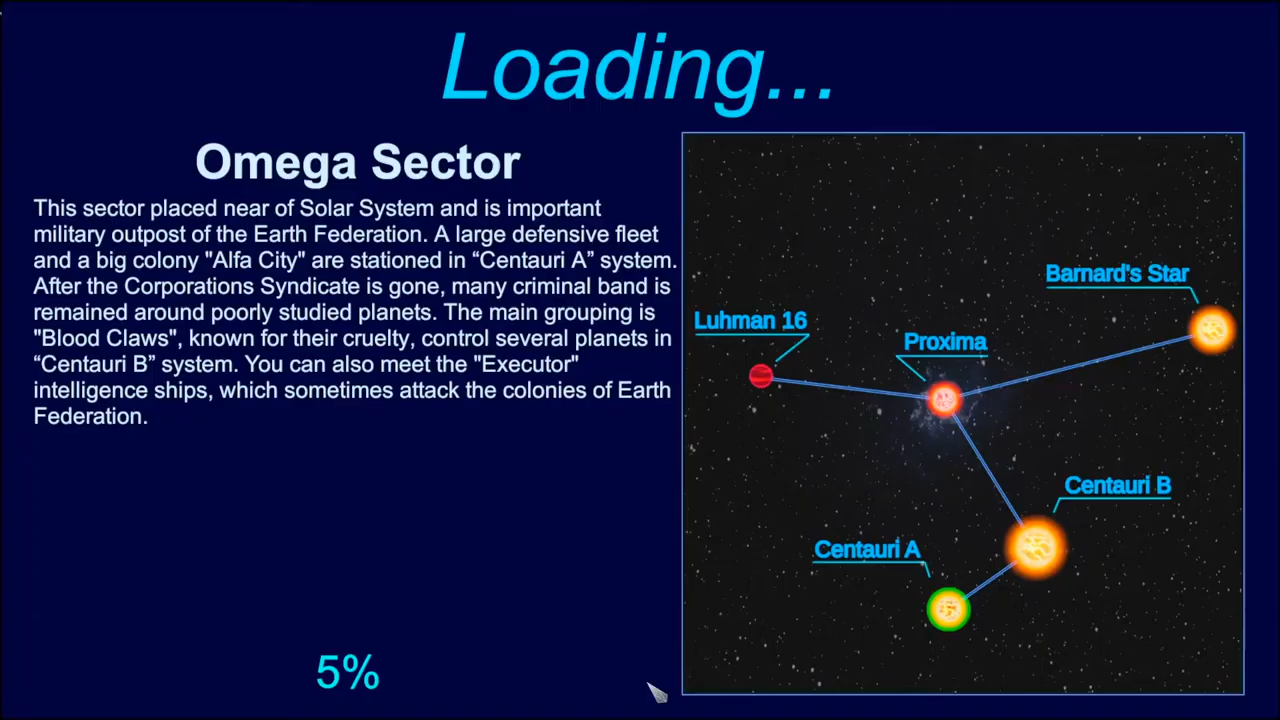 Loading...
Omega Sector
This sector placed near of Solar System and is important
military outpost of the Earth Federation. A large defensive fleet
and a big colony "Alfa City" are stationed in “Centauri A” system.
After the Corporations Syndicate is gone, many criminal band is
remained around poorly studied planets. The main grouping is
"Blood Claws", known for their cruelty, control several planets in
“Centauri B” system. You can also meet the "Executor"
intelligence ships, which sometimes attack the colonies of Earth
Federation.
5%
Barnard's Star
Luhman 16
Proxima
Centauri B
Centauri A